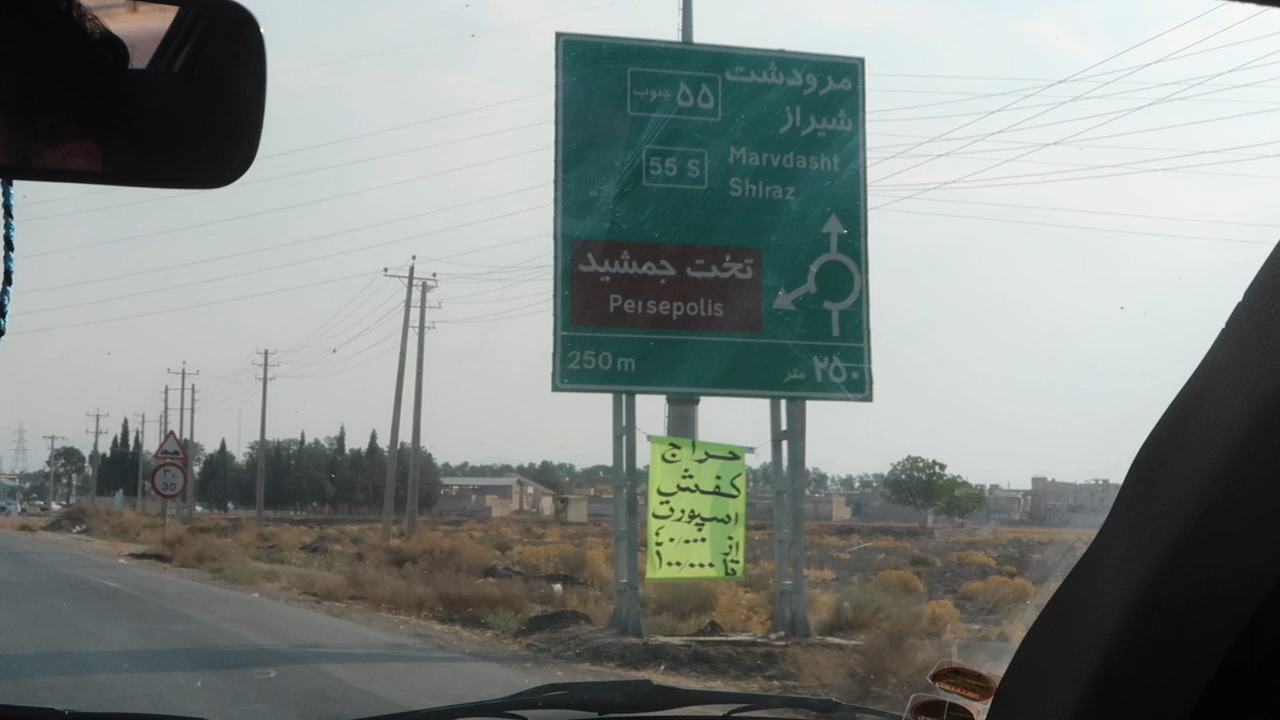 مرودشت ۵۵ جنوب
شیراز
55 S Marvdasht
Shiraz
تخت جمشید
Persepolis
250 m ۲۵۰ متر
30
حراج
کفش
اسپورت
از ۴۰/۰۰۰
تا ۱۰۰/۰۰۰